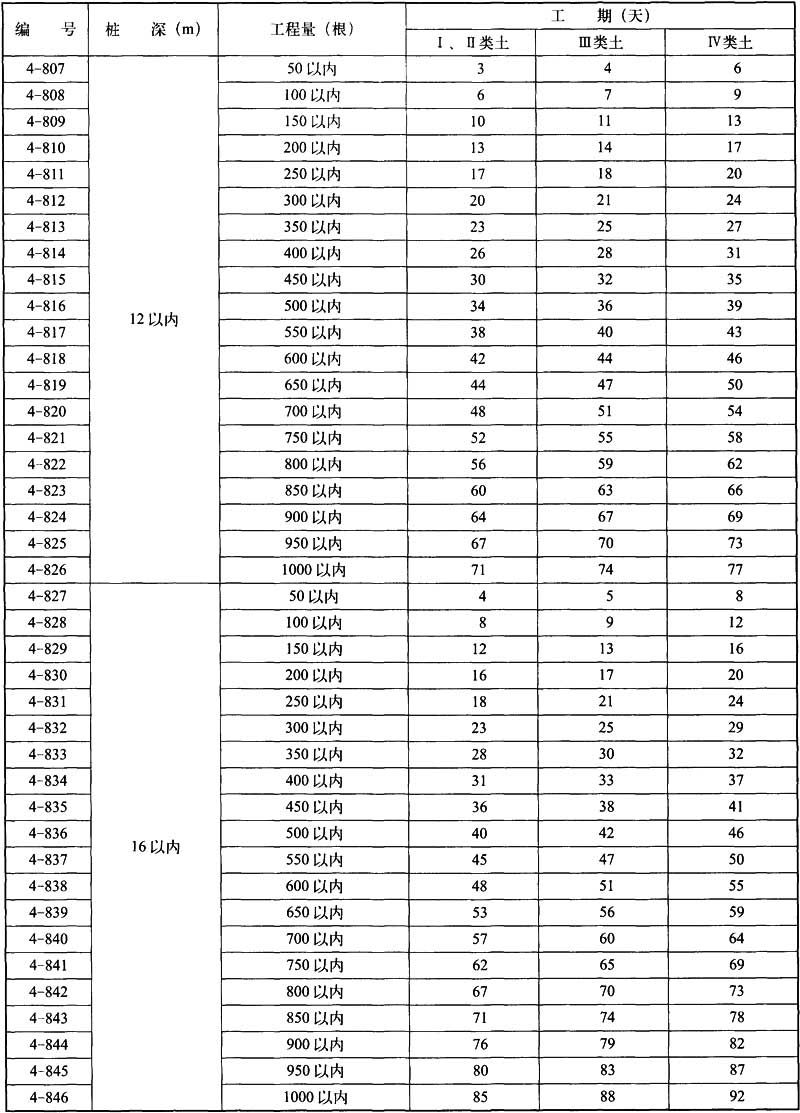 编 号 桩 深（m） 工程量（根） 工 期（天）
Ⅰ、Ⅱ类土 Ⅲ类土 Ⅳ类土
4-807 50以内 3 4 6
4-808 100以内 6 7 9
4-809 150以内 10 11 13
4-810 200以内 13 14 17
4-811 250以内 17 18 20
4-812 300以内 20 21 24
4-813 350以内 23 25 27
4-814 400以内 26 28 31
4-815 450以内 30 32 35
4-816 500以内 34 36 39
12以内
4-817 550以内 38 40 43
4-818 600以内 42 44 46
4-819 650以内 44 47 50
4-820 700以内 48 51 54
4-821 750以内 52 55 58
4-822 800以内 56 59 62
4-823 850以内 60 63 66
4-824 900以内 64 67 69
4-825 950以内 67 70 73
4-826 1000以内 71 74 77
4-827 50以内 4 5 8
4-828 100以内 8 9 12
4-829 150以内 12 13 16
4-830 200以内 16 17 20
4-831 250以内 18 21 24
4-832 300以内 23 25 29
4-833 350以内 28 30 32
4-834 400以内 31 33 37
4-835 450以内 36 38 41
4-836 500以内 40 42 46
16以内
4-837 550以内 45 47 50
4-838 600以内 48 51 55
4-839 650以内 53 56 59
4-840 700以内 57 60 64
4-841 750以内 62 65 69
4-842 800以内 67 70 73
4-843 850以内 71 74 78
4-844 900以内 76 79 82
4-845 950以内 80 83 87
4-846 1000以内 85 88 92